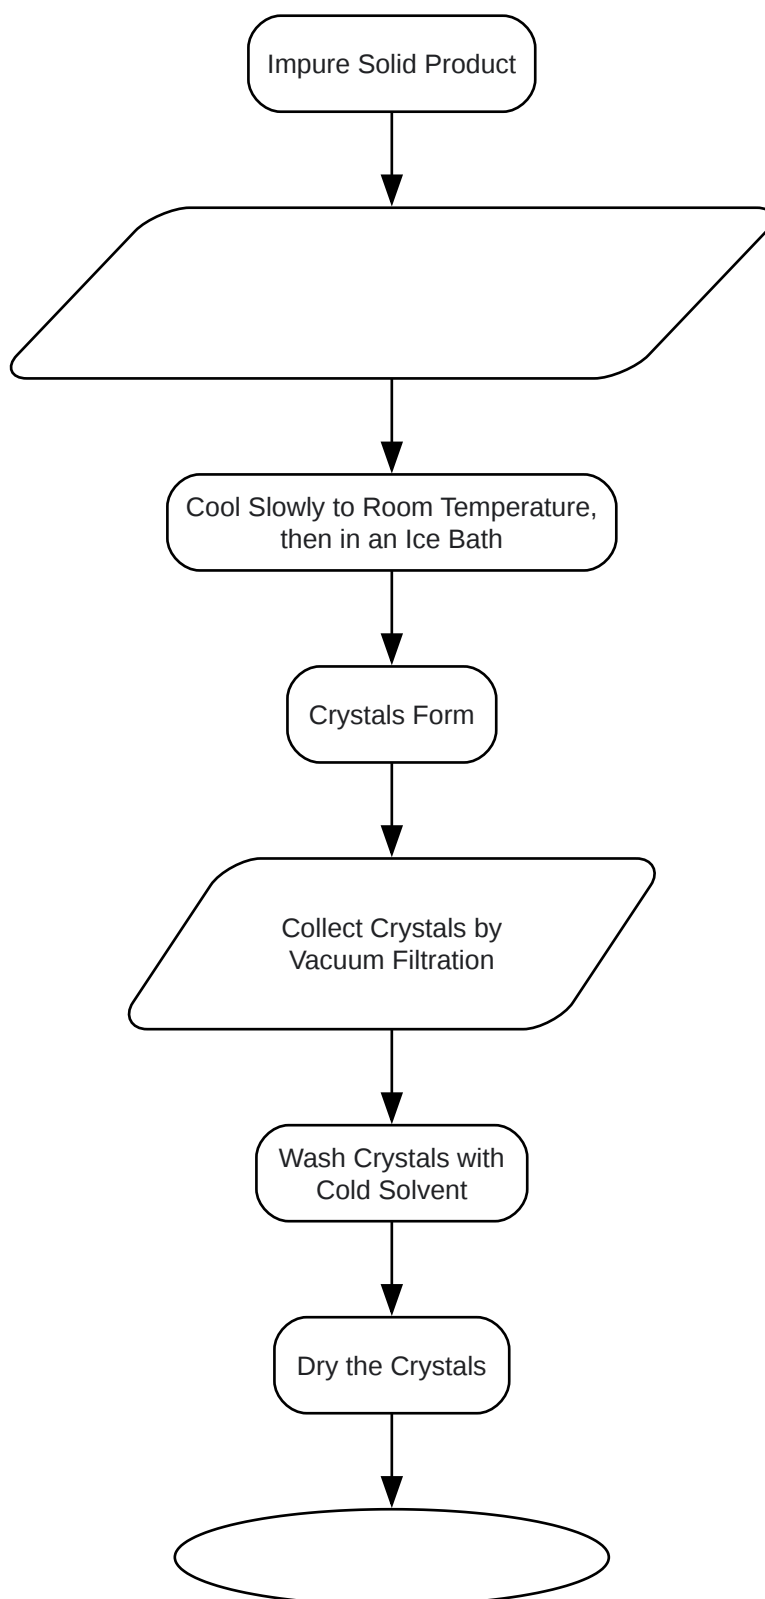 Impure Solid Product
Cool Slowly to Room Temperature,
then in an Ice Bath
Crystals Form
Collect Crystals by
Vacuum Filtration
Wash Crystals with
Cold Solvent
Dry the Crystals